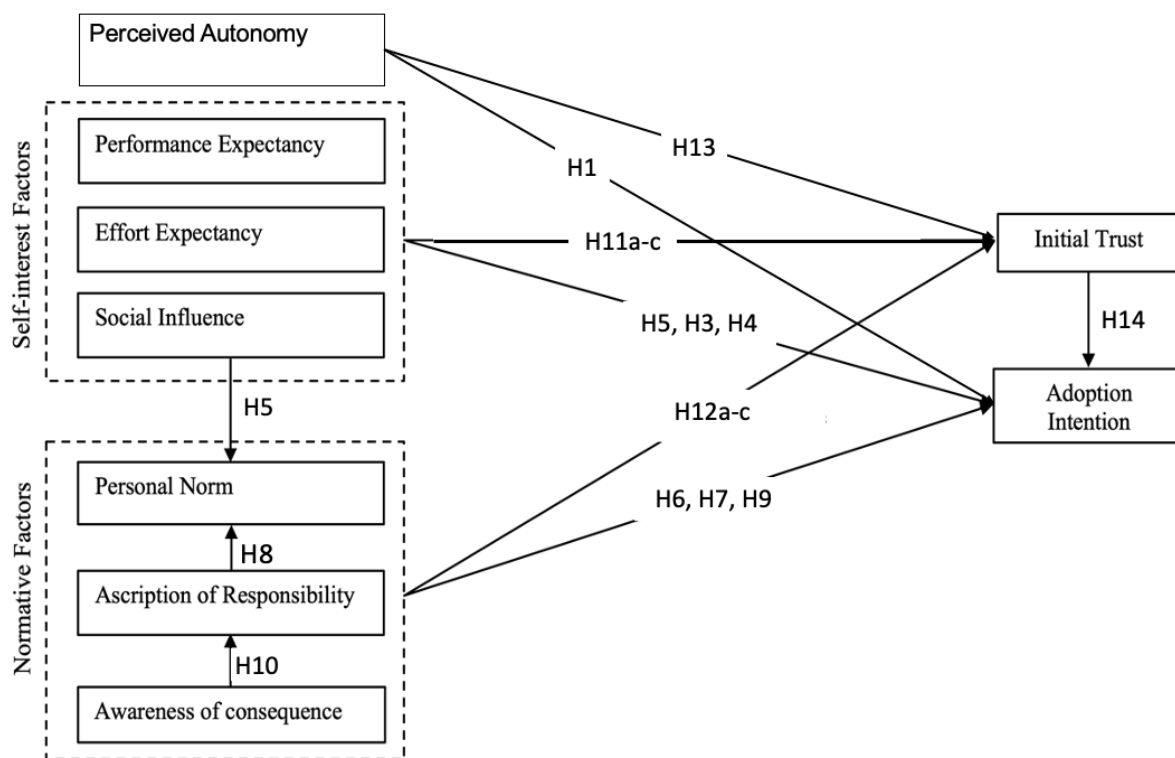 Perceived Autonomy
Self-interest Factors
Performance Expectancy
Effort Expectancy
Social Influence
H13
H1
H11a-c
H5, H3, H4
Initial Trust
H14
Adoption
Intention
H5
H12a-c
H6, H7, H9
Normative Factors
Personal Norm
H8
Ascription of Responsibility
H10
Awareness of consequence